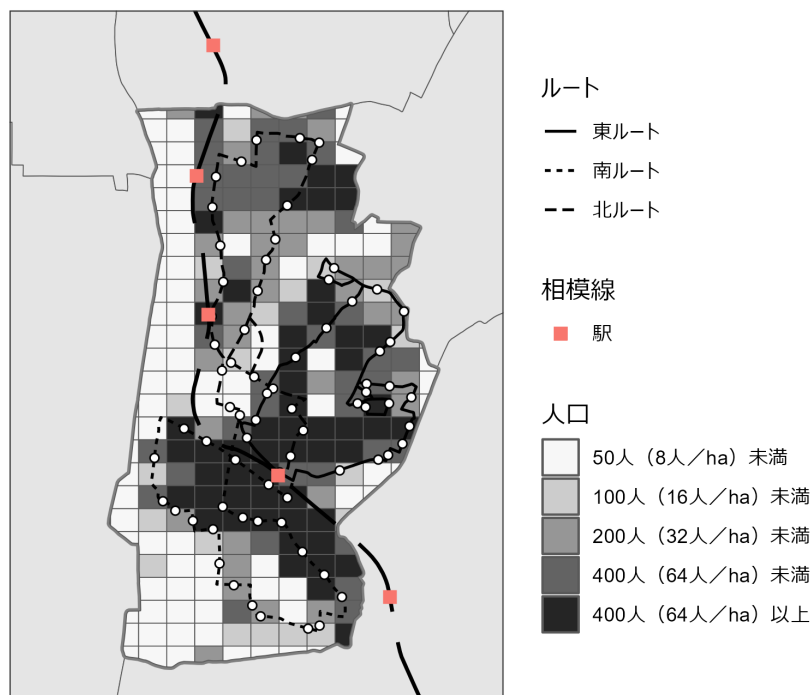 ルート
東ルート
南ルート
北ルート
相模線
駅
人口
50人（8人／ha）未満
100人（16人／ha）未満
200人（32人／ha）未満
400人（64人／ha）未満
400人（64人／ha）以上